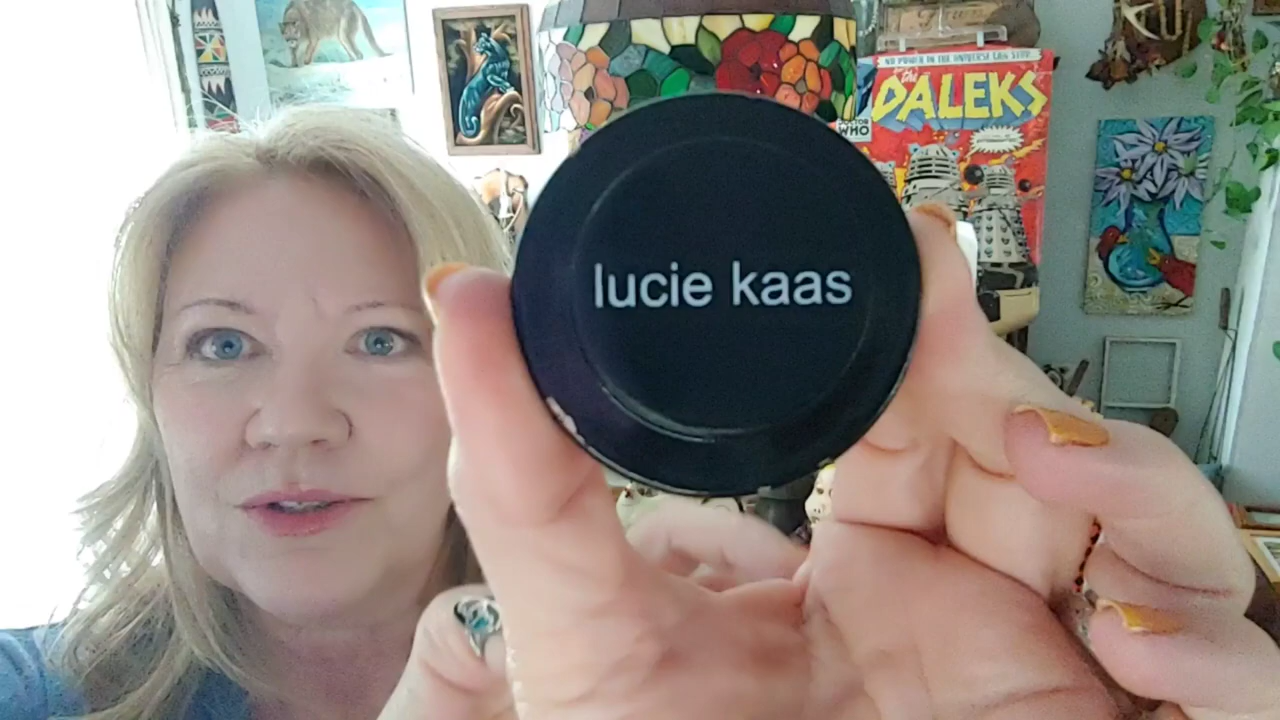 NO POWER IN THE UNIVERSE CAN STOP...
the
DALEKS
DOCTOR
WHO
lucie kaas